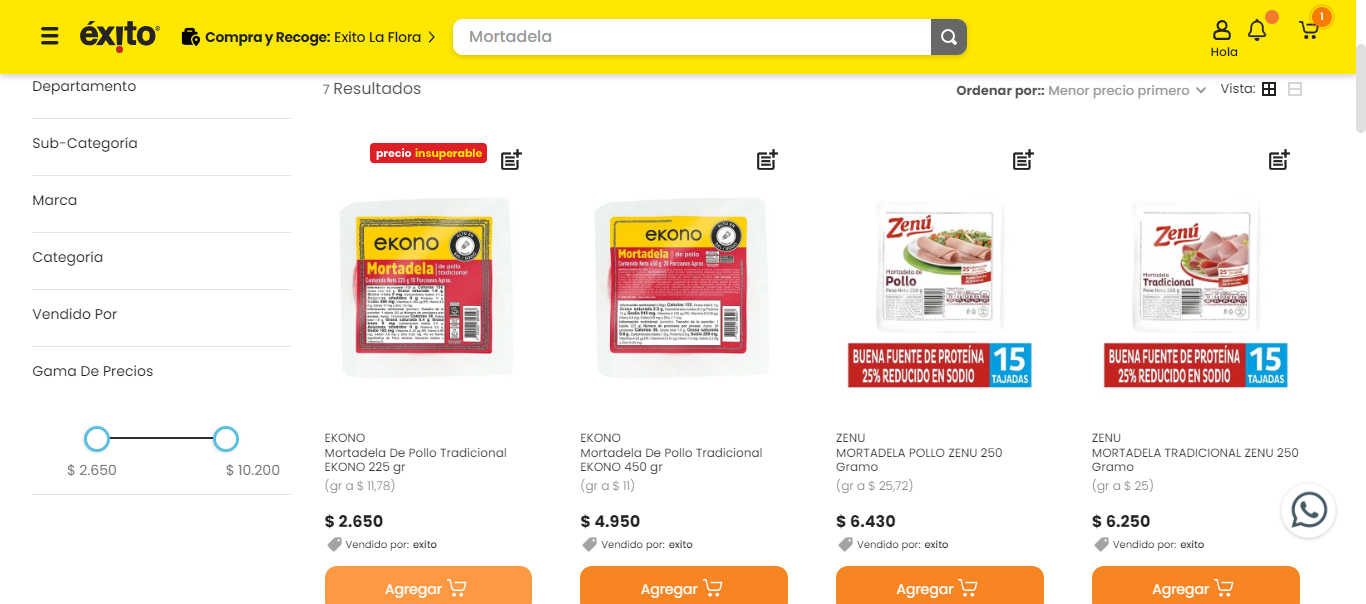 éxito
Compra y Recoge: Exito La Flora
Mortadela
Hola
1
Departamento
Sub-Categoría
Marca
Categoría
Vendido Por
Gama De Precios
$ 2.650
$ 10.200
7 Resultados
Ordenar por:: Menor precio primero
Vista:
precio insuperable
ekono
Mortadela
de pollo
tradicional
Contenido Neto 225 g
EKONO
Mortadela De Pollo Tradicional
EKONO 225 gr
(gr a $ 11,78)
$ 2.650
Vendido por: exito
Agregar
ekono
Mortadela
de pollo
EKONO
Mortadela De Pollo Tradicional
EKONO 450 gr
(gr a $ 11)
$ 4.950
Vendido por: exito
Agregar
Zenú
Mortadela de
Pollo
BUENA FUENTE DE PROTEÍNA
25% REDUCIDO EN SODIO
15
TAJADAS
ZENU
MORTADELA POLLO ZENU 250
Gramo
(gr a $ 25,72)
$ 6.430
Vendido por: exito
Agregar
Zenú
Mortadela
Tradicional
BUENA FUENTE DE PROTEÍNA
25% REDUCIDO EN SODIO
15
TAJADAS
ZENU
MORTADELA TRADICIONAL ZENU 250
Gramo
(gr a $ 25)
$ 6.250
Vendido por: exito
Agregar